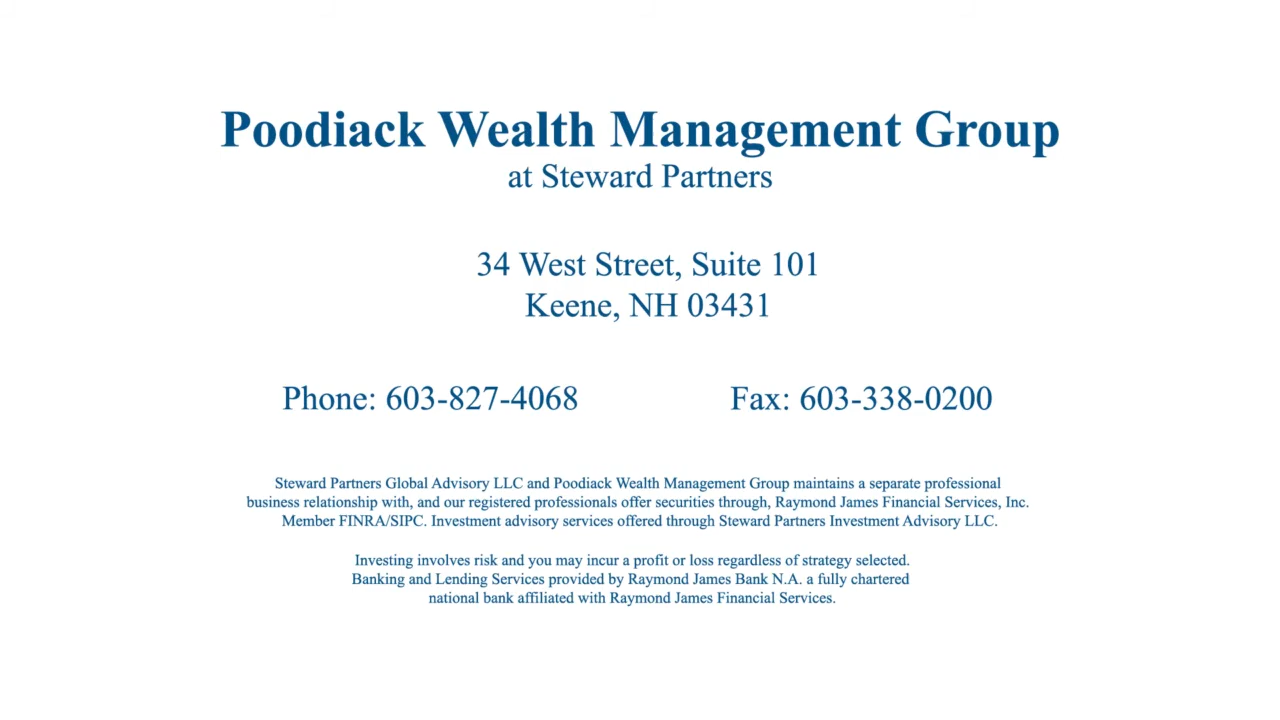 Poodiack Wealth Management Group
at Steward Partners
34 West Street, Suite 101
Keene, NH 03431
Phone: 603-827-4068 Fax: 603-338-0200
Steward Partners Global Advisory LLC and Poodiack Wealth Management Group maintains a separate professional
business relationship with, and our registered professionals offer securities through, Raymond James Financial Services, Inc.
Member FINRA/SIPC. Investment advisory services offered through Steward Partners Investment Advisory LLC.
Investing involves risk and you may incur a profit or loss regardless of strategy selected.
Banking and Lending Services provided by Raymond James Bank N.A. a fully chartered
national bank affiliated with Raymond James Financial Services.